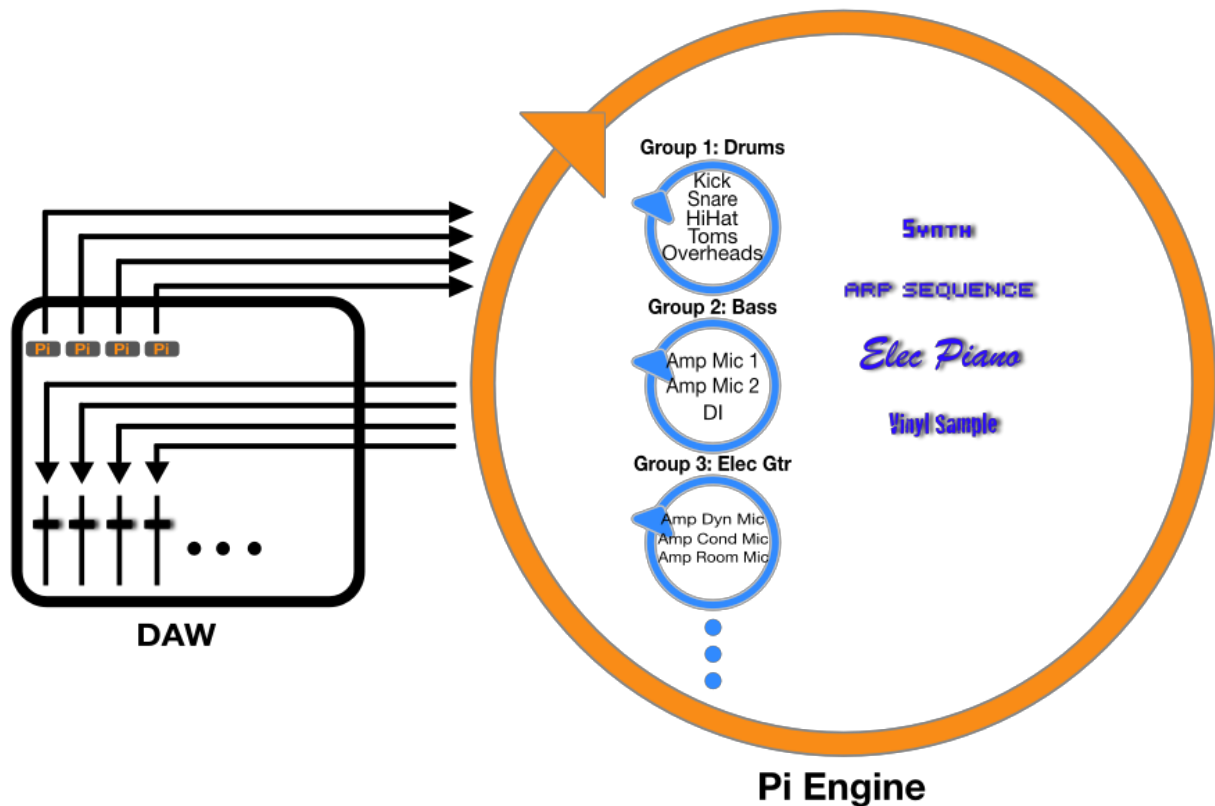 Group 1: Drums
Kick
Snare
HiHat
Toms
Overheads
Synth
ARP SEQUENCE
Elec Piano
Vinyl Sample
Group 2: Bass
Amp Mic 1
Amp Mic 2
DI
Group 3: Elec Gtr
Amp Dyn Mic
Amp Cond Mic
Amp Room Mic
Pi Pi Pi Pi
DAW
Pi Engine